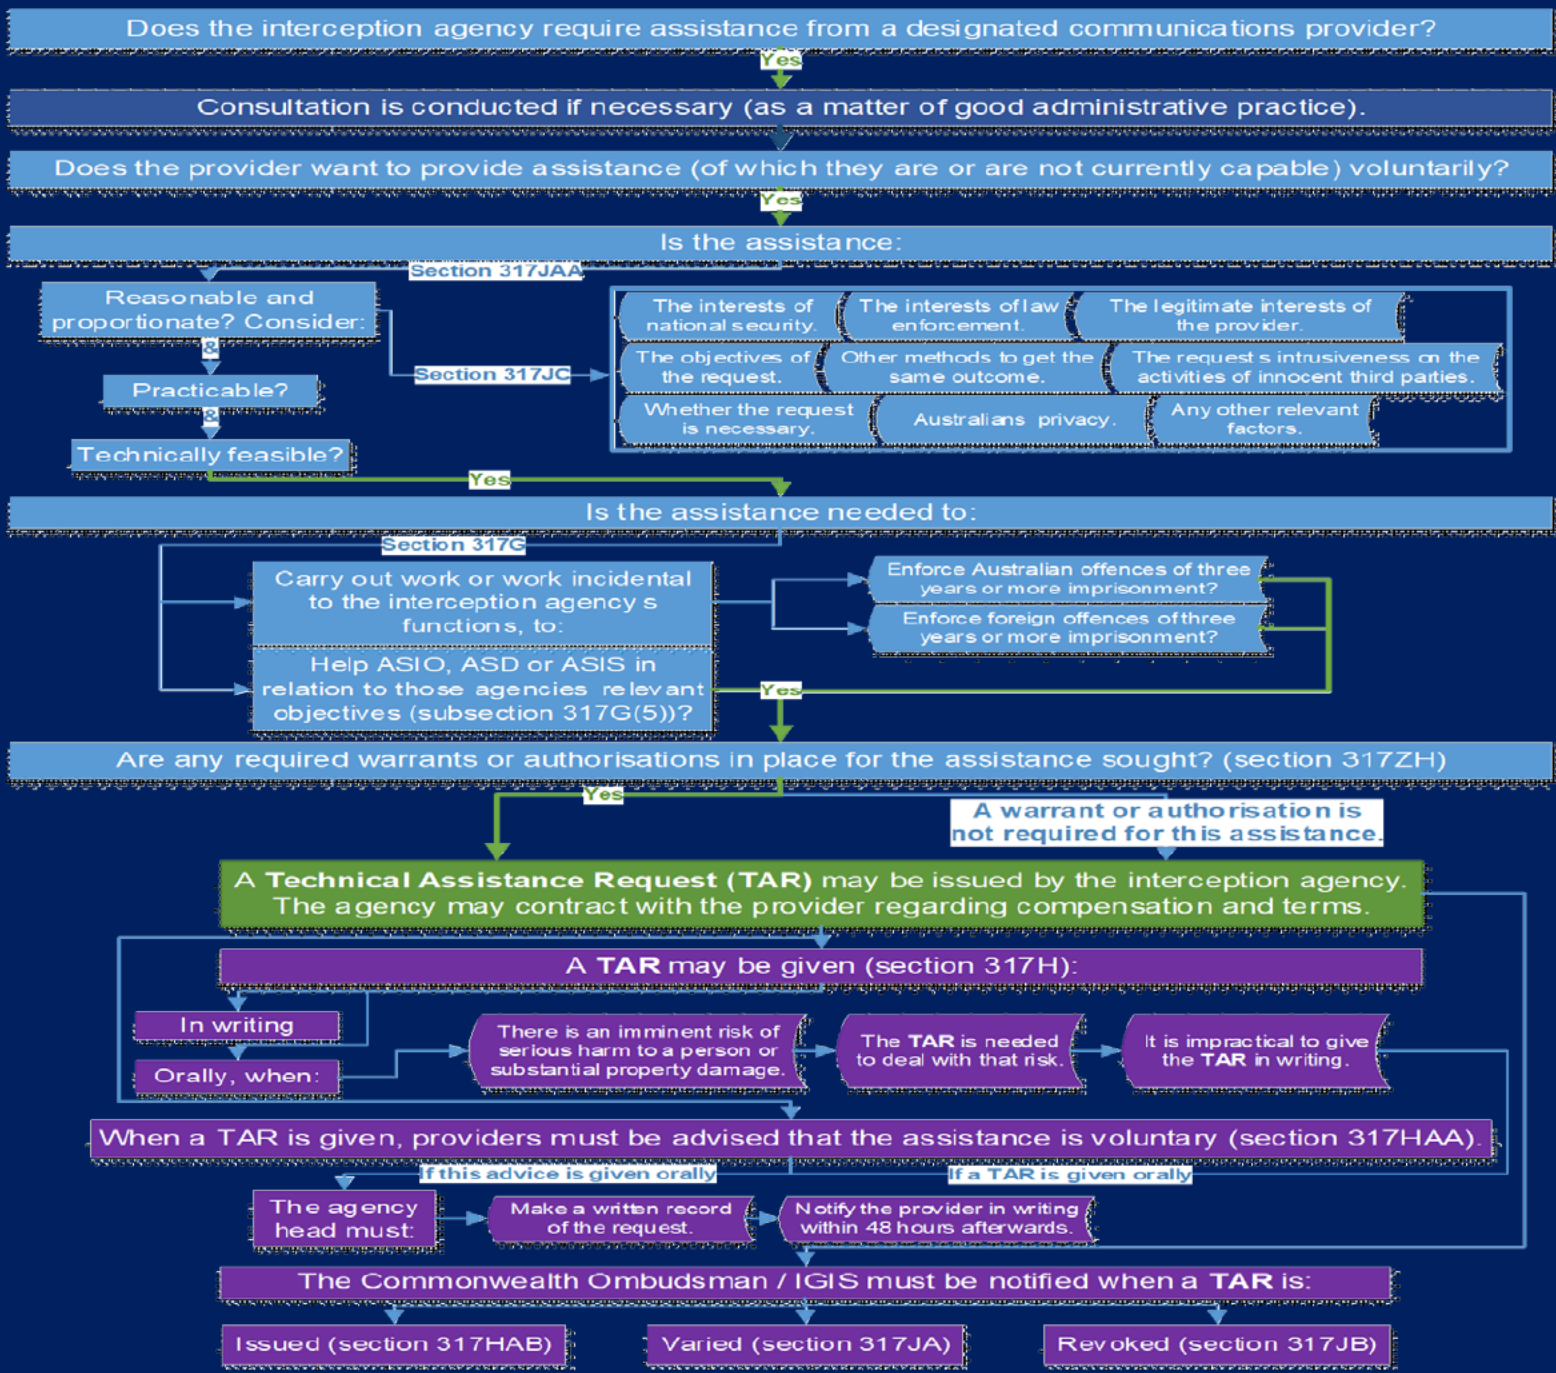 Does the interception agency require assistance from a designated communications provider?
Yes
Consultation is conducted if necessary (as a matter of good administrative practice).
Does the provider want to provide assistance (of which they are or are not currently capable) voluntarily?
Yes
Is the assistance:
Section 317JAA
Reasonable and
proportionate? Consider:
&
Practicable?
&
Technically feasible?
Section 317JC
The interests of
national security.
The interests of law
enforcement.
The legitimate interests of
the provider.
The objectives of
the request.
Other methods to get the
same outcome.
The request s intrusiveness on the
activities of innocent third parties.
Whether the request
is necessary.
Australians privacy.
Any other relevant
factors.
Yes
Is the assistance needed to:
Section 317G
Carry out work or work incidental
to the interception agency s
functions, to:
Enforce Australian offences of three
years or more imprisonment?
Enforce foreign offences of three
years or more imprisonment?
Help ASIO, ASD or ASIS in
relation to those agencies relevant
objectives (subsection 317G(5))?
Yes
Are any required warrants or authorisations in place for the assistance sought? (section 317ZH)
Yes
A warrant or authorisation is
not required for this assistance.
A Technical Assistance Request (TAR) may be issued by the interception agency.
The agency may contract with the provider regarding compensation and terms.
A TAR may be given (section 317H):
In writing
Orally, when:
There is an imminent risk of
serious harm to a person or
substantial property damage.
The TAR is needed
to deal with that risk.
It is impractical to give
the TAR in writing.
When a TAR is given, providers must be advised that the assistance is voluntary (section 317HAA).
If this advice is given orally
If a TAR is given orally
The agency
head must:
Make a written record
of the request.
Notify the provider in writing
within 48 hours afterwards.
The Commonwealth Ombudsman / IGIS must be notified when a TAR is:
Issued (section 317HAB)
Varied (section 317JA)
Revoked (section 317JB)